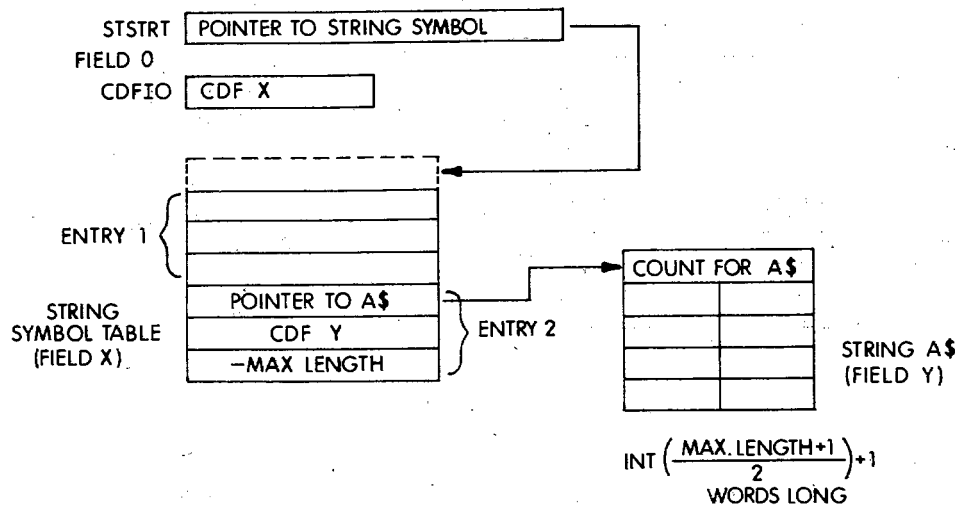 STSTRT
POINTER TO STRING SYMBOL
FIELD 0
CDFIO
CDF X
ENTRY 1
STRING
SYMBOL TABLE
(FIELD X)
POINTER TO A$
CDF Y
-MAX LENGTH
ENTRY 2
COUNT FOR A$
STRING A$
(FIELD Y)
INT (MAX. LENGTH+1
2
)+1
WORDS LONG